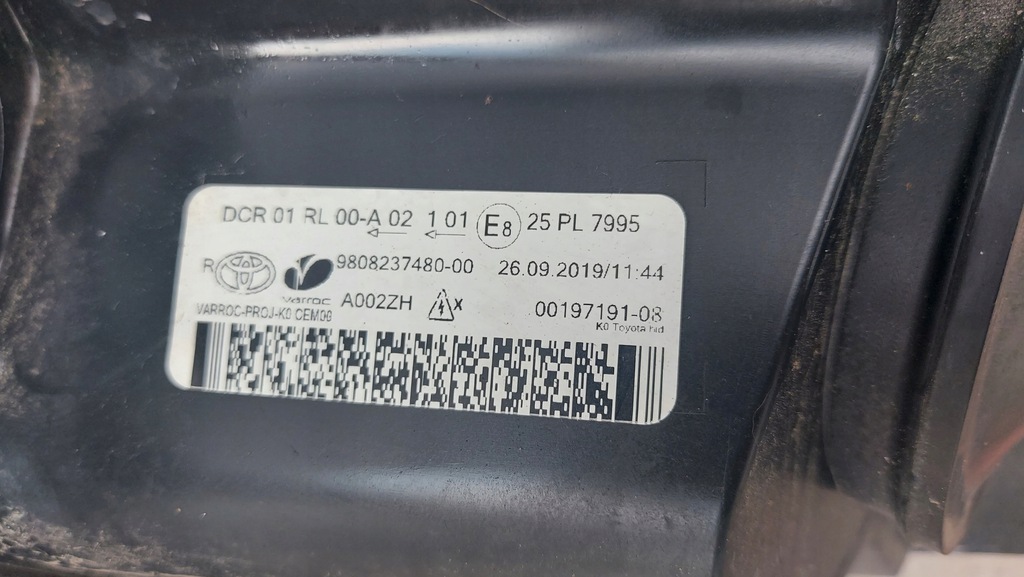 DCR 01 RL 00-A 02 1 01 E8 25 PL 7995
R varroc 9808237480-00 26.09.2019/11:44
A002ZH X 00197191-08
VARROC-PROJ-K0 CEM00 K0 Toyota hid